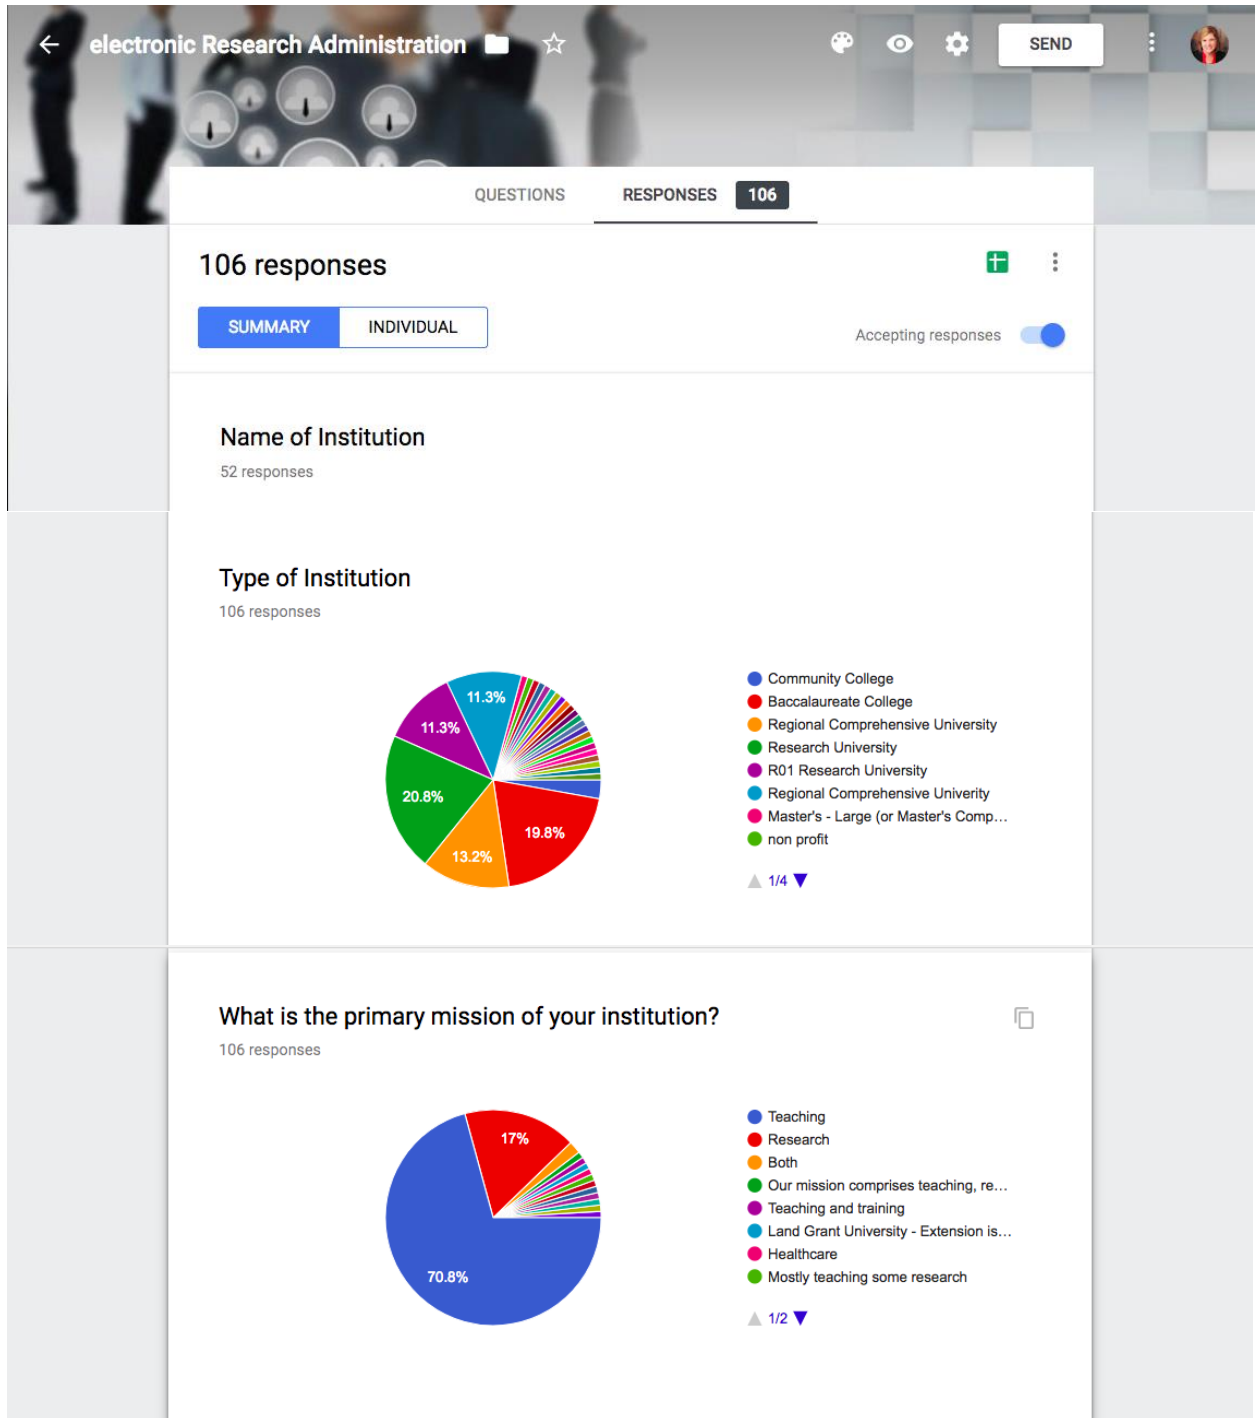 electronic Research Administration
SEND
QUESTIONS RESPONSES 106
106 responses
SUMMARY INDIVIDUAL
Accepting responses
Name of Institution
52 responses
Type of Institution
106 responses
11.3%
11.3%
20.8%
19.8%
13.2%
Community College
Baccalaureate College
Regional Comprehensive University
Research University
R01 Research University
Regional Comprehensive Univerity
Master's - Large (or Master's Comp...
non profit
1/4
What is the primary mission of your institution?
106 responses
17%
70.8%
Teaching
Research
Both
Our mission comprises teaching, re...
Teaching and training
Land Grant University - Extension is...
Healthcare
Mostly teaching some research
1/2